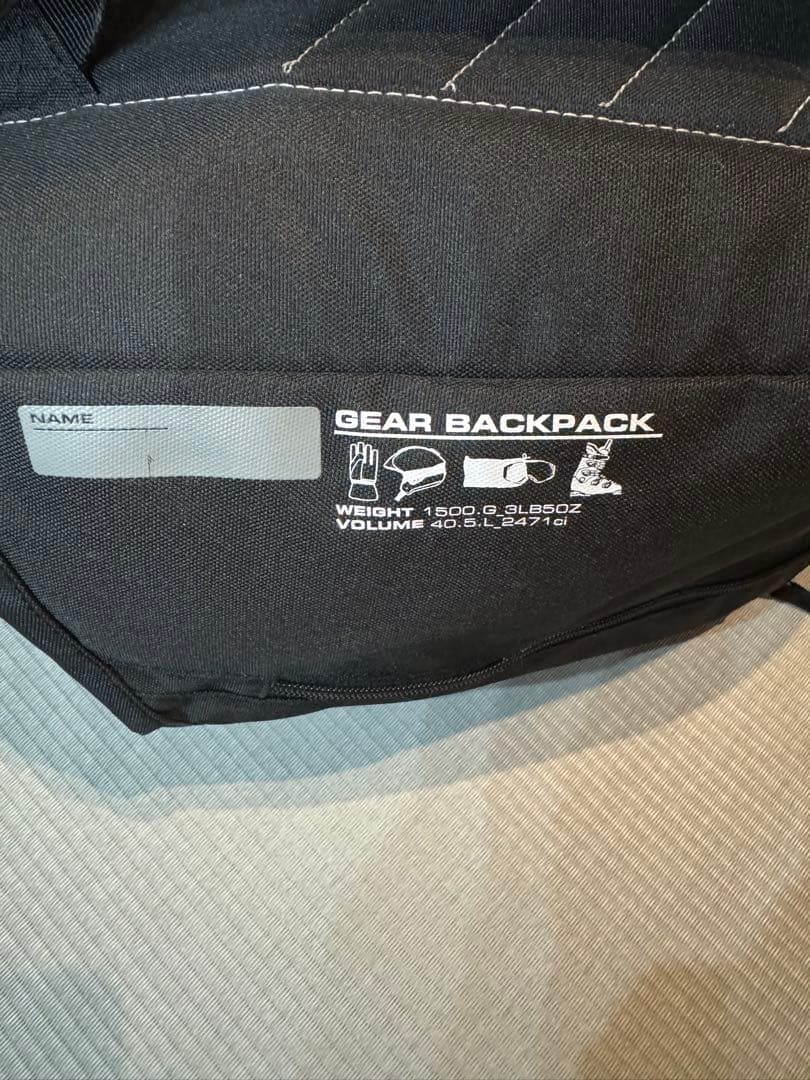 NAME
GEAR BACKPACK
WEIGHT 1500.G_3LB5OZ
VOLUME 40.5.L_2471ci